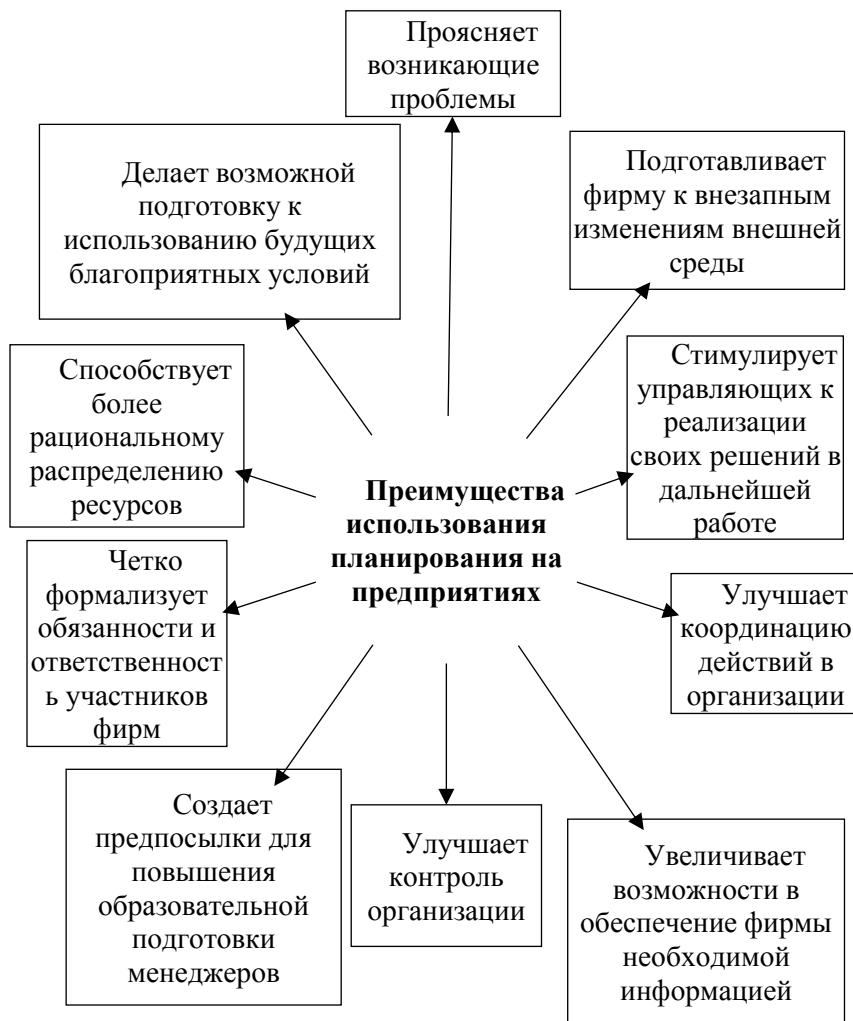 Проясняет
возникающие
проблемы
Делает возможной
подготовку к
использованию будущих
благоприятных условий
Подготавливает
фирму к внезапным
изменениям внешней
среды
Способствует
более
рациональному
распределению
ресурсов
Стимулирует
управляющих к
реализации
своих решений в
дальнейшей
работе
Преимущества
использования
планирования на
предприятиях
Четко
формализует
обязанности и
ответственност
ь участников
фирм
Улучшает
координацию
действий в
организации
Создает
предпосылки для
повышения
образовательной
подготовки
менеджеров
Улучшает
контроль
организации
Увеличивает
возможности в
обеспечение фирмы
необходимой
информацией